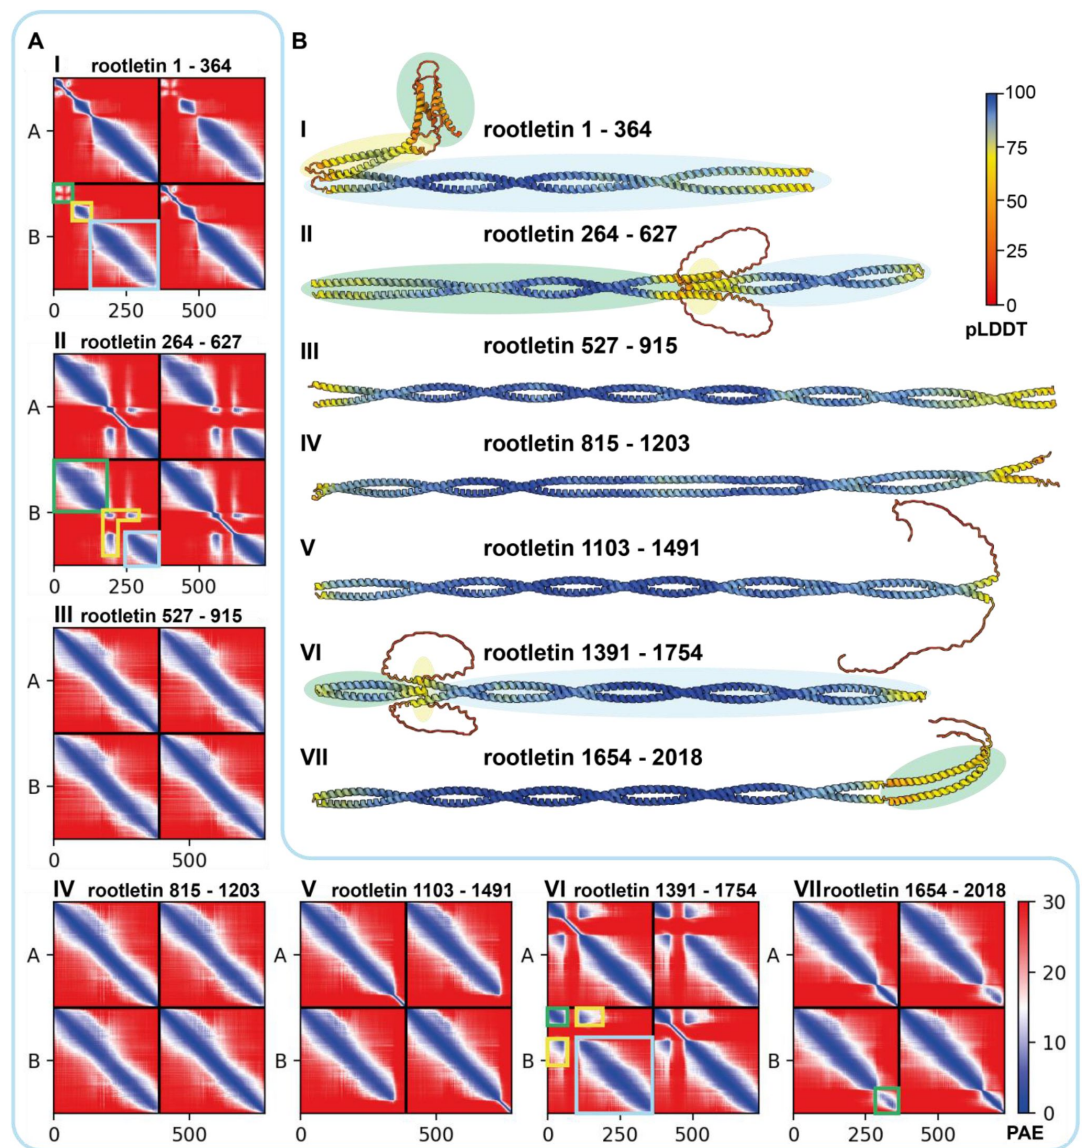 A
I rootletin 1 - 364
A
B
0 250 500
II rootletin 264 - 627
A
B
0 250 500
III rootletin 527 - 915
A
B
0 500
B
I rootletin 1 - 364
II rootletin 264 - 627
III rootletin 527 - 915
IV rootletin 815 - 1203
V rootletin 1103 - 1491
VI rootletin 1391 - 1754
VII rootletin 1654 - 2018
100
75
50
25
0
pLDDT
IV rootletin 815 - 1203
A
B
0 500
V rootletin 1103 - 1491
A
B
0 500
VI rootletin 1391 - 1754
A
B
0 250 500
VII rootletin 1654 - 2018
A
B
0 500
30
20
10
0
PAE